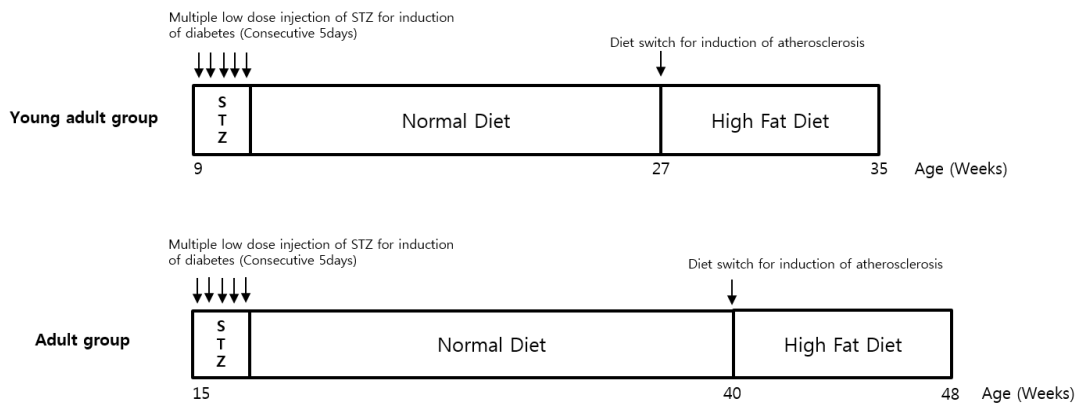 Multiple low dose injection of STZ for induction
of diabetes (Consecutive 5days)
Diet switch for induction of atherosclerosis
Young adult group
S
T
Z
Normal Diet
High Fat Diet
9
27
35
Age (Weeks)
Multiple low dose injection of STZ for induction
of diabetes (Consecutive 5days)
Diet switch for induction of atherosclerosis
Adult group
S
T
Z
Normal Diet
High Fat Diet
15
40
48
Age (Weeks)